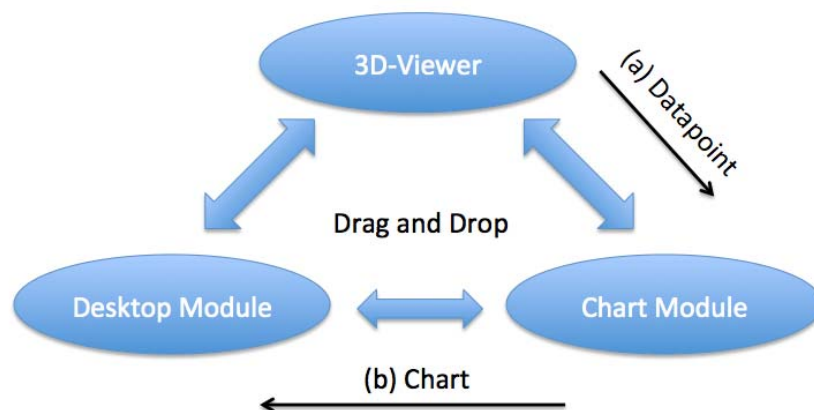 3D-Viewer
(a) Datapoint
Drag and Drop
Desktop Module
Chart Module
(b) Chart